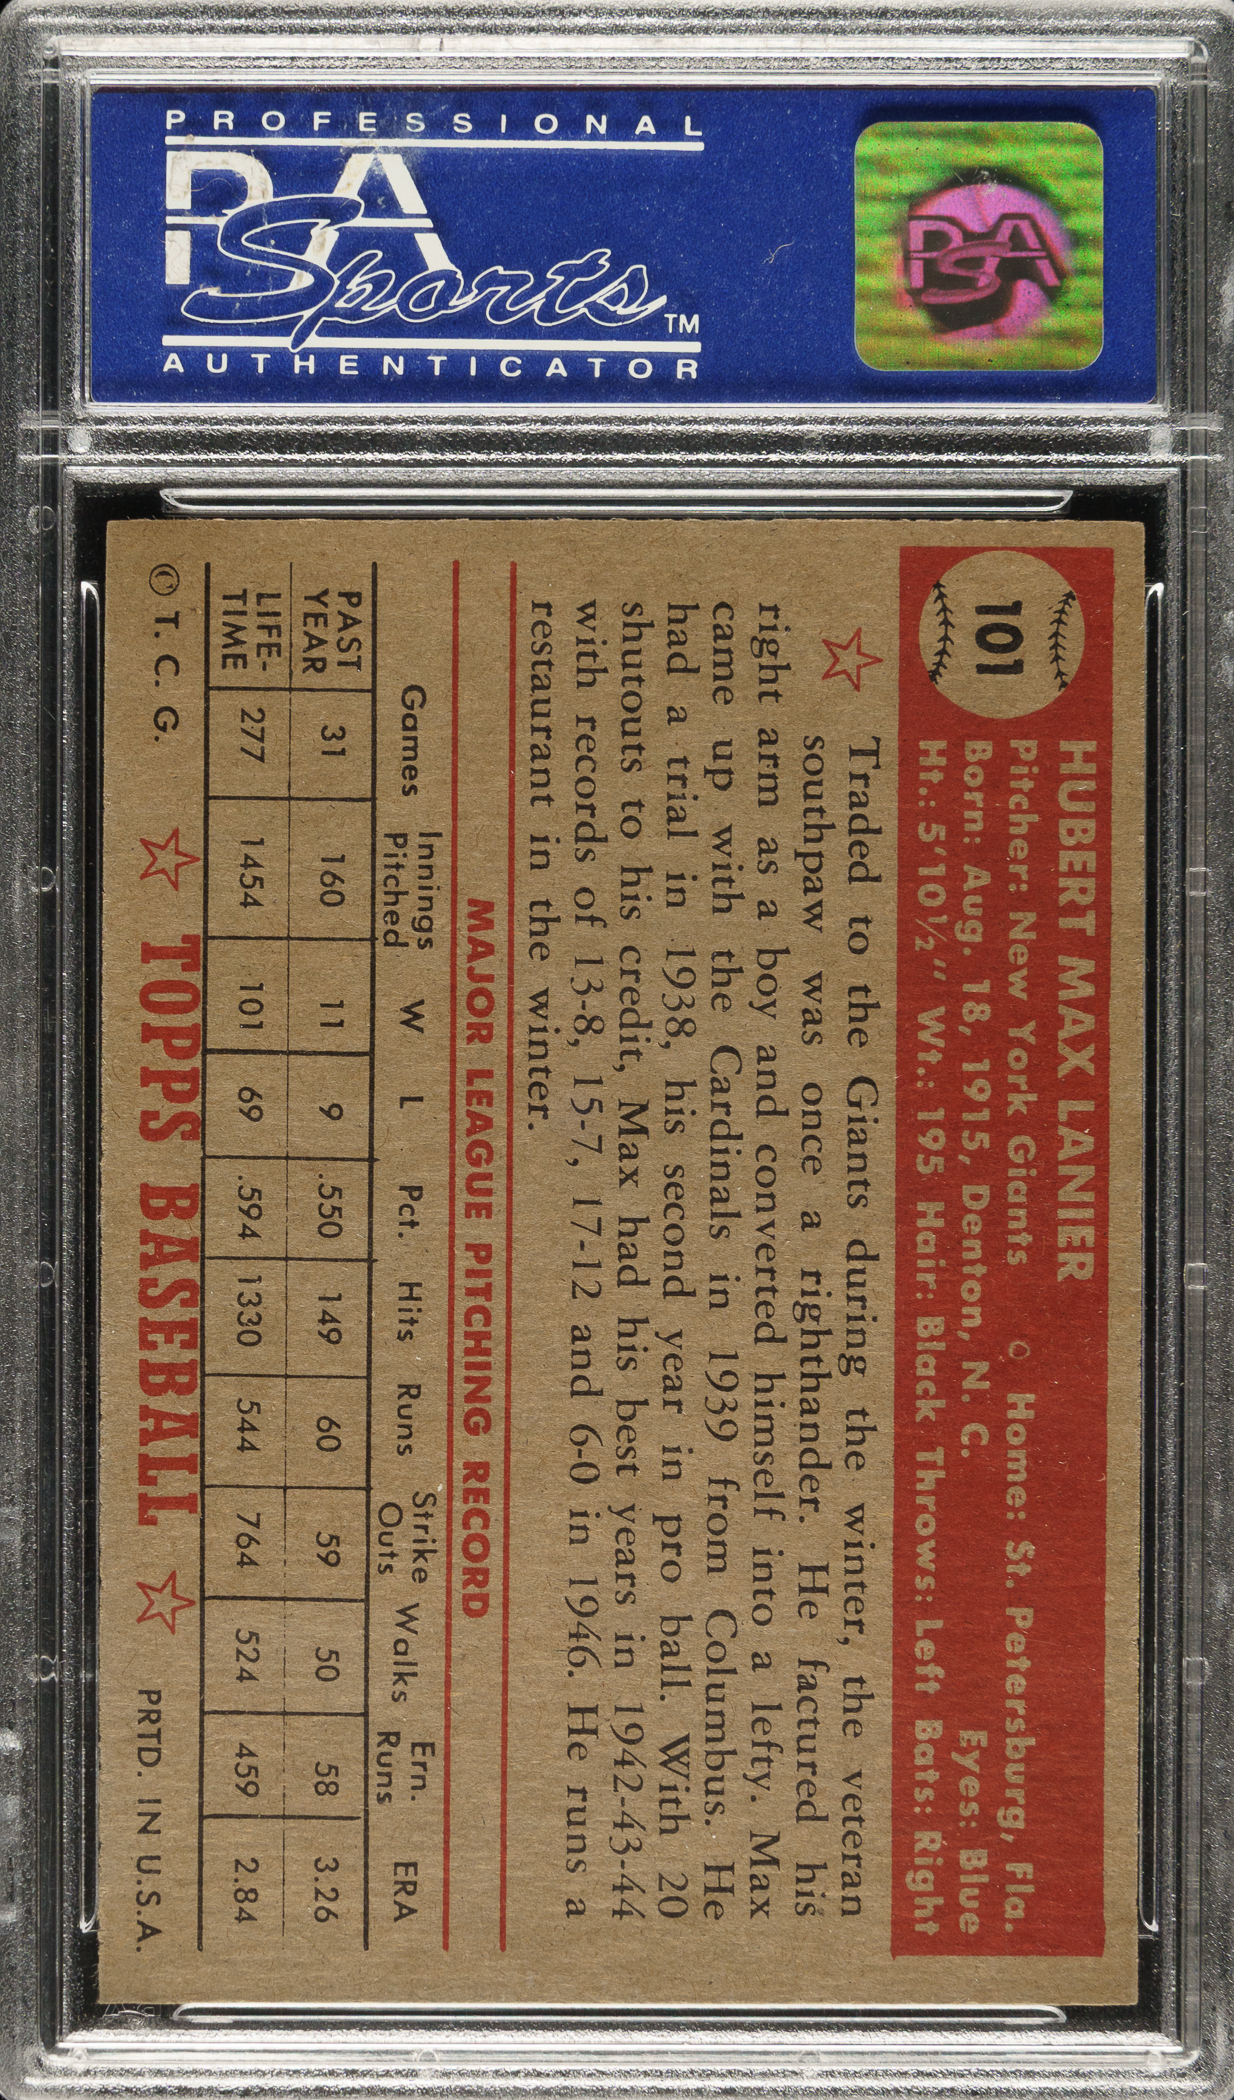 PROFESSIONAL
PSA
Sports™
AUTHENTICATOR
PSA
101
HUBERT MAX LANIER
Pitcher: New York Giants Home: St. Petersburg, Fla.
Born: Aug. 18, 1915, Denton, N. C. Eyes: Blue
Ht.: 5'10½" Wt.: 195 Hair: Black Throws: Left Bats: Right
Traded to the Giants during the winter, the veteran
southpaw was once a righthander. He factured his
right arm as a boy and converted himself into a lefty. Max
came up with the Cardinals in 1939 from Columbus. He
had a trial in 1938, his second year in pro ball. With 20
shutouts to his credit, Max had his best years in 1942-43-44
with records of 13-8, 15-7, 17-12 and 6-0 in 1946. He runs a
restaurant in the winter.
MAJOR LEAGUE PITCHING RECORD
Games Innings Pitched W L Pct. Hits Runs Strike Outs Walks Ern. Runs ERA
PAST YEAR 31 160 11 9 .550 149 60 59 50 58 3.26
LIFE-TIME 277 1454 101 69 .594 1330 544 764 524 459 2.84
© T. C. G. TOPPS BASEBALL PRTD. IN U.S.A.